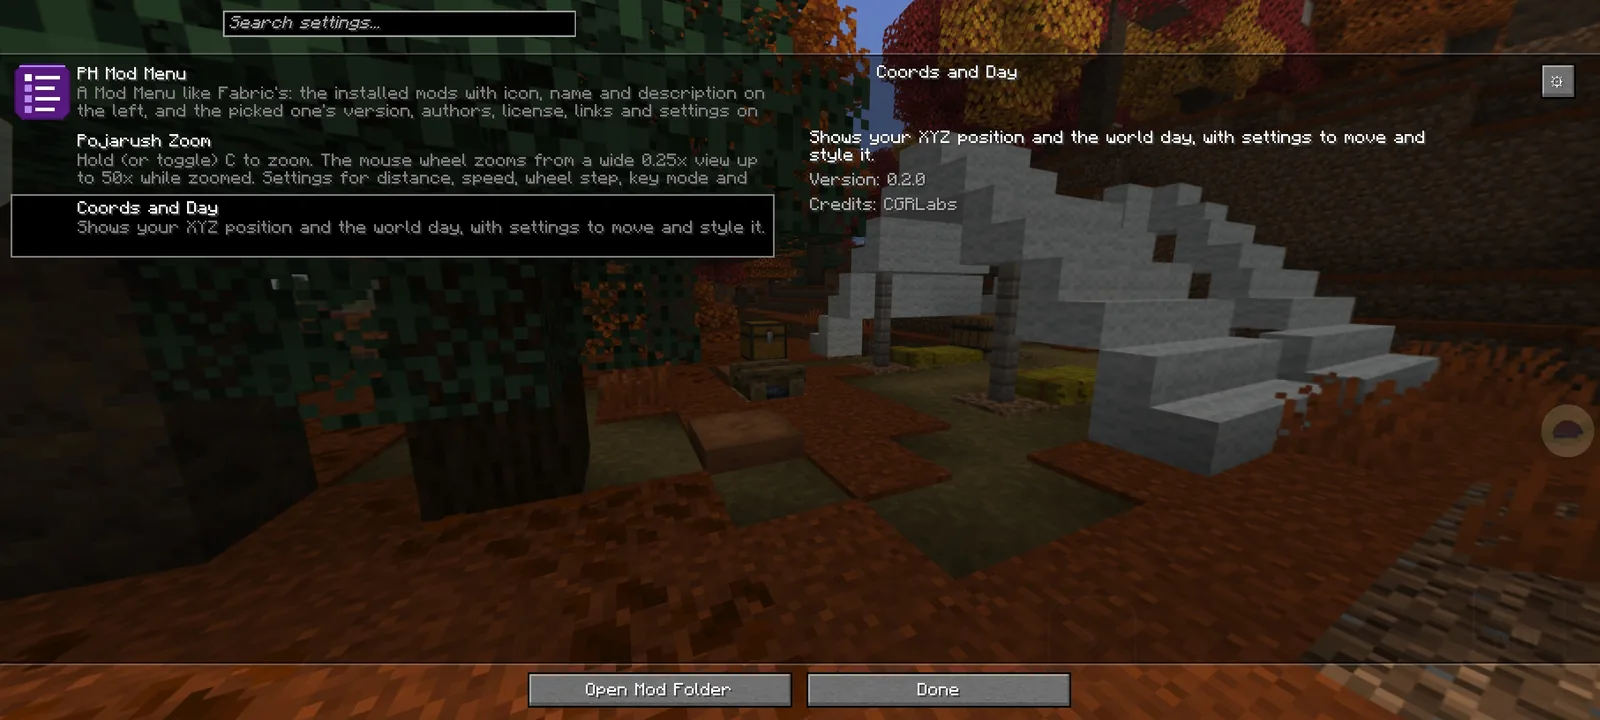 Search settings...
PH Mod Menu
A Mod Menu like Fabric's: the installed mods with icon, name and description on
the left, and the picked one's version, authors, license, links and settings on
Pojarush Zoom
Hold (or toggle) C to zoom. The mouse wheel zooms from a wide 0.25x view up
to 50x while zoomed. Settings for distance, speed, wheel step, key mode and
Coords and Day
Shows your XYZ position and the world day, with settings to move and style it.
Coords and Day
Shows your XYZ position and the world day, with settings to move and
style it.
Version: 0.2.0
Credits: CGRLabs
Open Mod Folder
Done